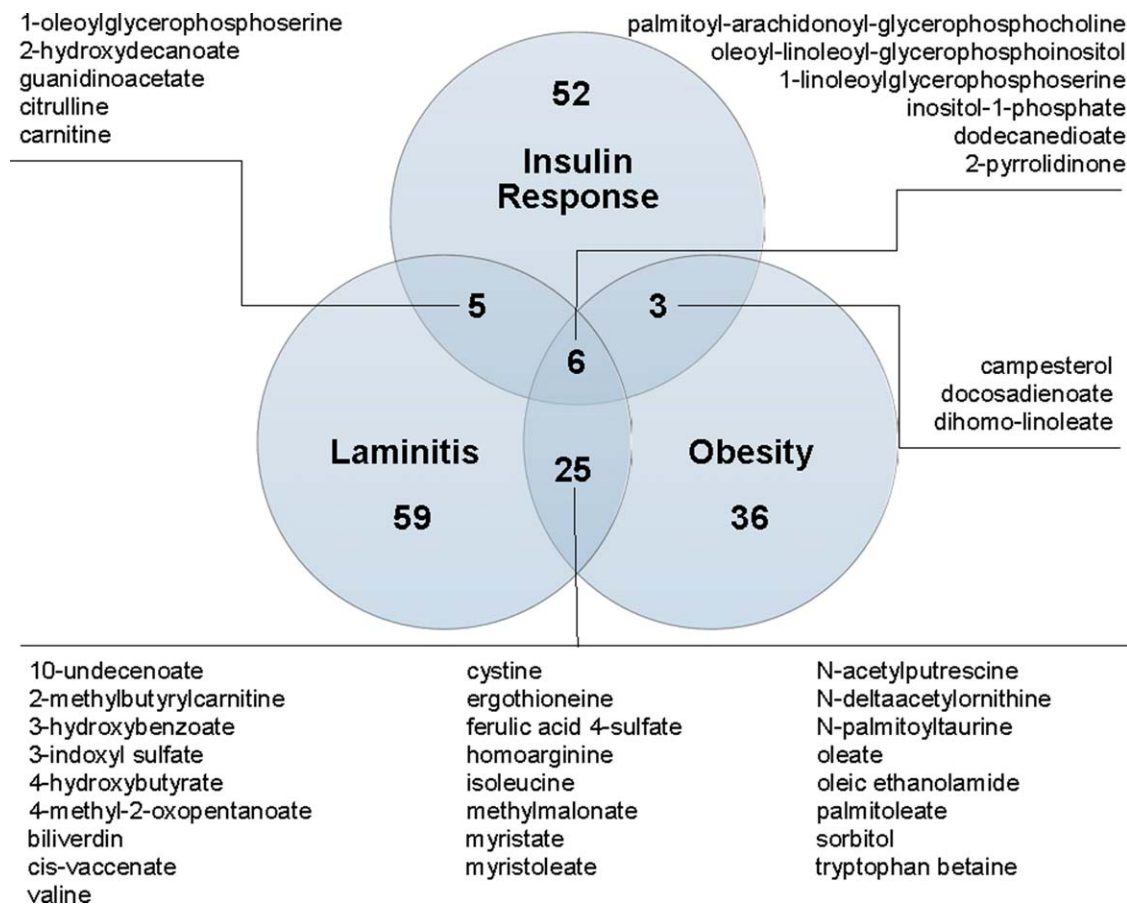 1-oleoylglycerophosphoserine
2-hydroxydecanoate
guanidinoacetate
citrulline
carnitine
palmitoyl-arachidonoyl-glycerophosphocholine
oleoyl-linoleoyl-glycerophosphoinositol
1-linoleoylglycerophosphoserine
inositol-1-phosphate
dodecanedioate
2-pyrrolidinone
52
Insulin
Response
5
3
6
campesterol
docosadienoate
dihomo-linoleate
Laminitis
Obesity
25
59
36
10-undecenoate
2-methylbutyrylcarnitine
3-hydroxybenzoate
3-indoxyl sulfate
4-hydroxybutyrate
4-methyl-2-oxopentanoate
biliverdin
cis-vaccenate
valine
cystine
ergothioneine
ferulic acid 4-sulfate
homoarginine
isoleucine
methylmalonate
myristate
myristoleate
N-acetylputrescine
N-deltaacetylornithine
N-palmitoyltaurine
oleate
oleic ethanolamide
palmitoleate
sorbitol
tryptophan betaine